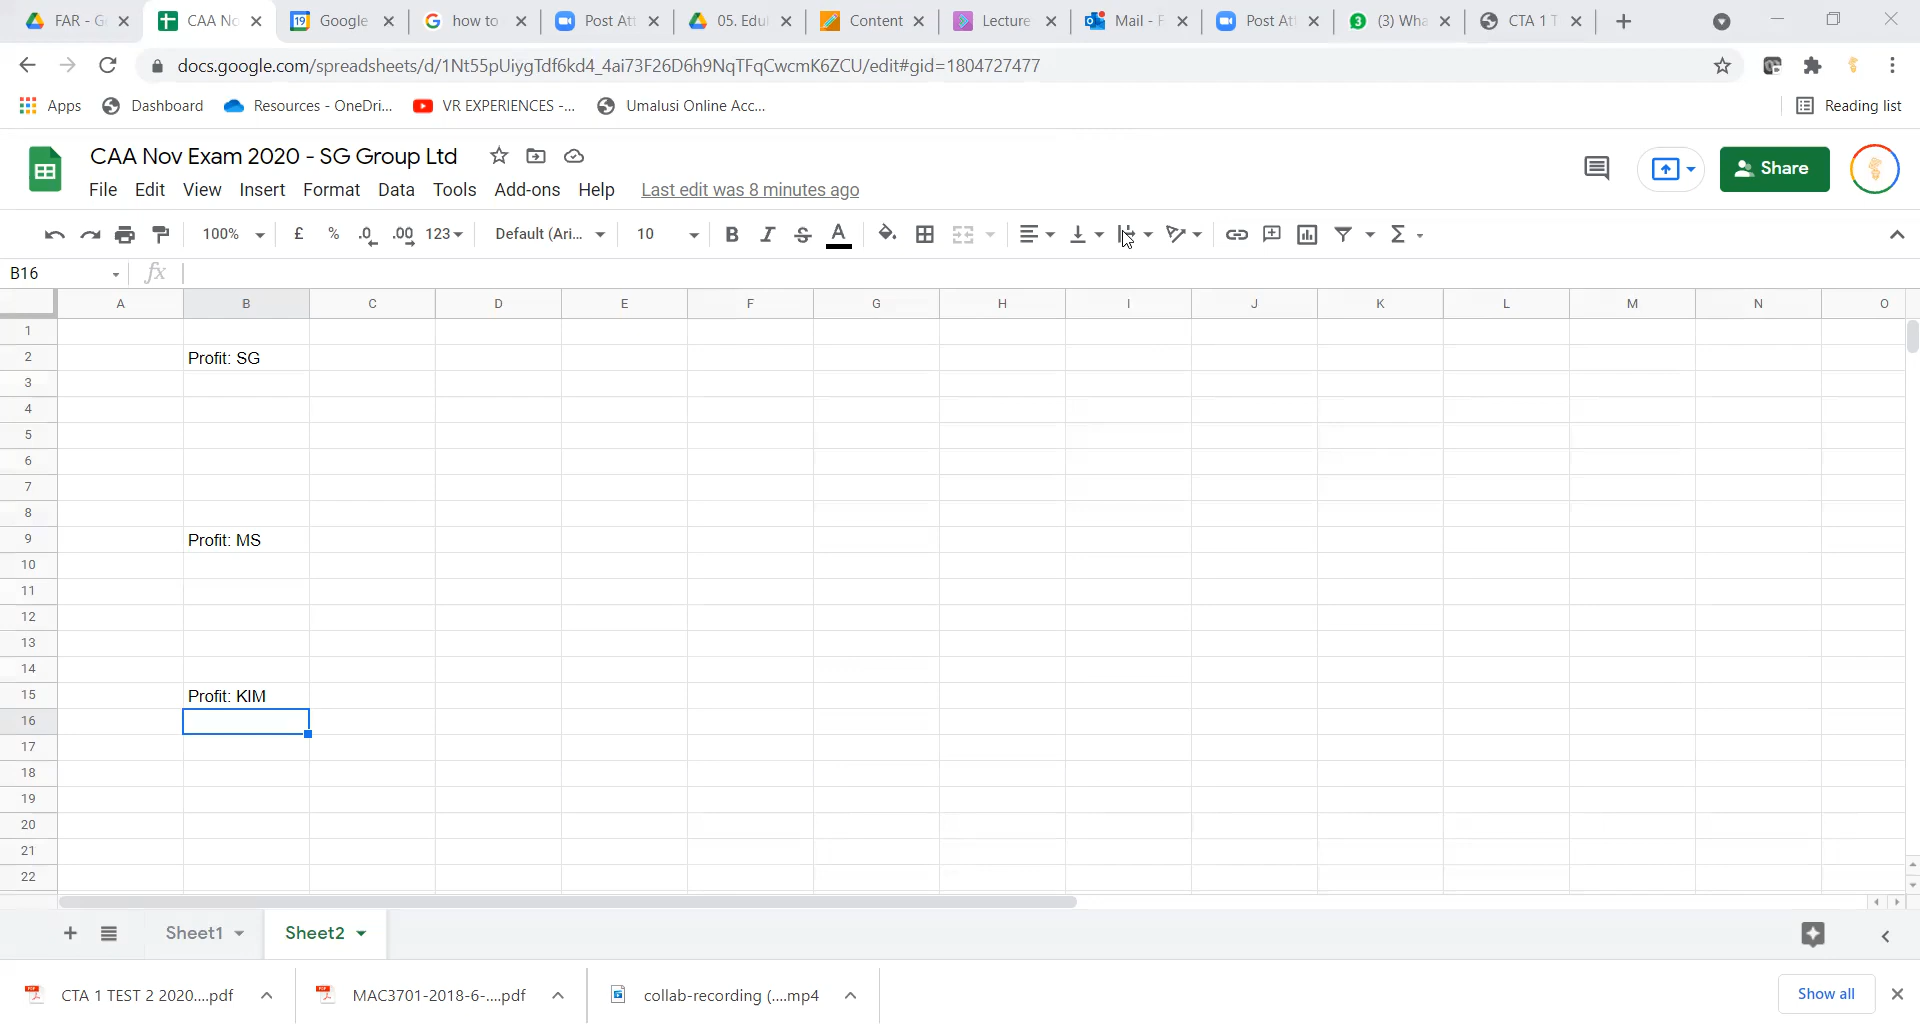 FAR - G
CAA No
Google
how to
Post Att
05. Edu
Content
Lecture
Mail - F
Post At
(3) Wha
CTA 1 T
docs.google.com/spreadsheets/d/1Nt55pUiygTdf6kd4_4ai73F26D6h9NqTFqCwcmK6ZCU/edit#gid=1804727477
Apps Dashboard Resources - OneDri... VR EXPERIENCES -... Umalusi Online Acc... Reading list
CAA Nov Exam 2020 - SG Group Ltd
Share
File Edit View Insert Format Data Tools Add-ons Help Last edit was 8 minutes ago
100% £ % .0 .00 123 Default (Ari... 10 B I S A Σ
B16 fx
A B C D E F G H I J K L M N O
1
2 Profit: SG
3
4
5
6
7
8
9 Profit: MS
10
11
12
13
14
15 Profit: KIM
16
17
18
19
20
21
22
Sheet1 Sheet2
CTA 1 TEST 2 2020....pdf MAC3701-2018-6-....pdf collab-recording (....mp4 Show all